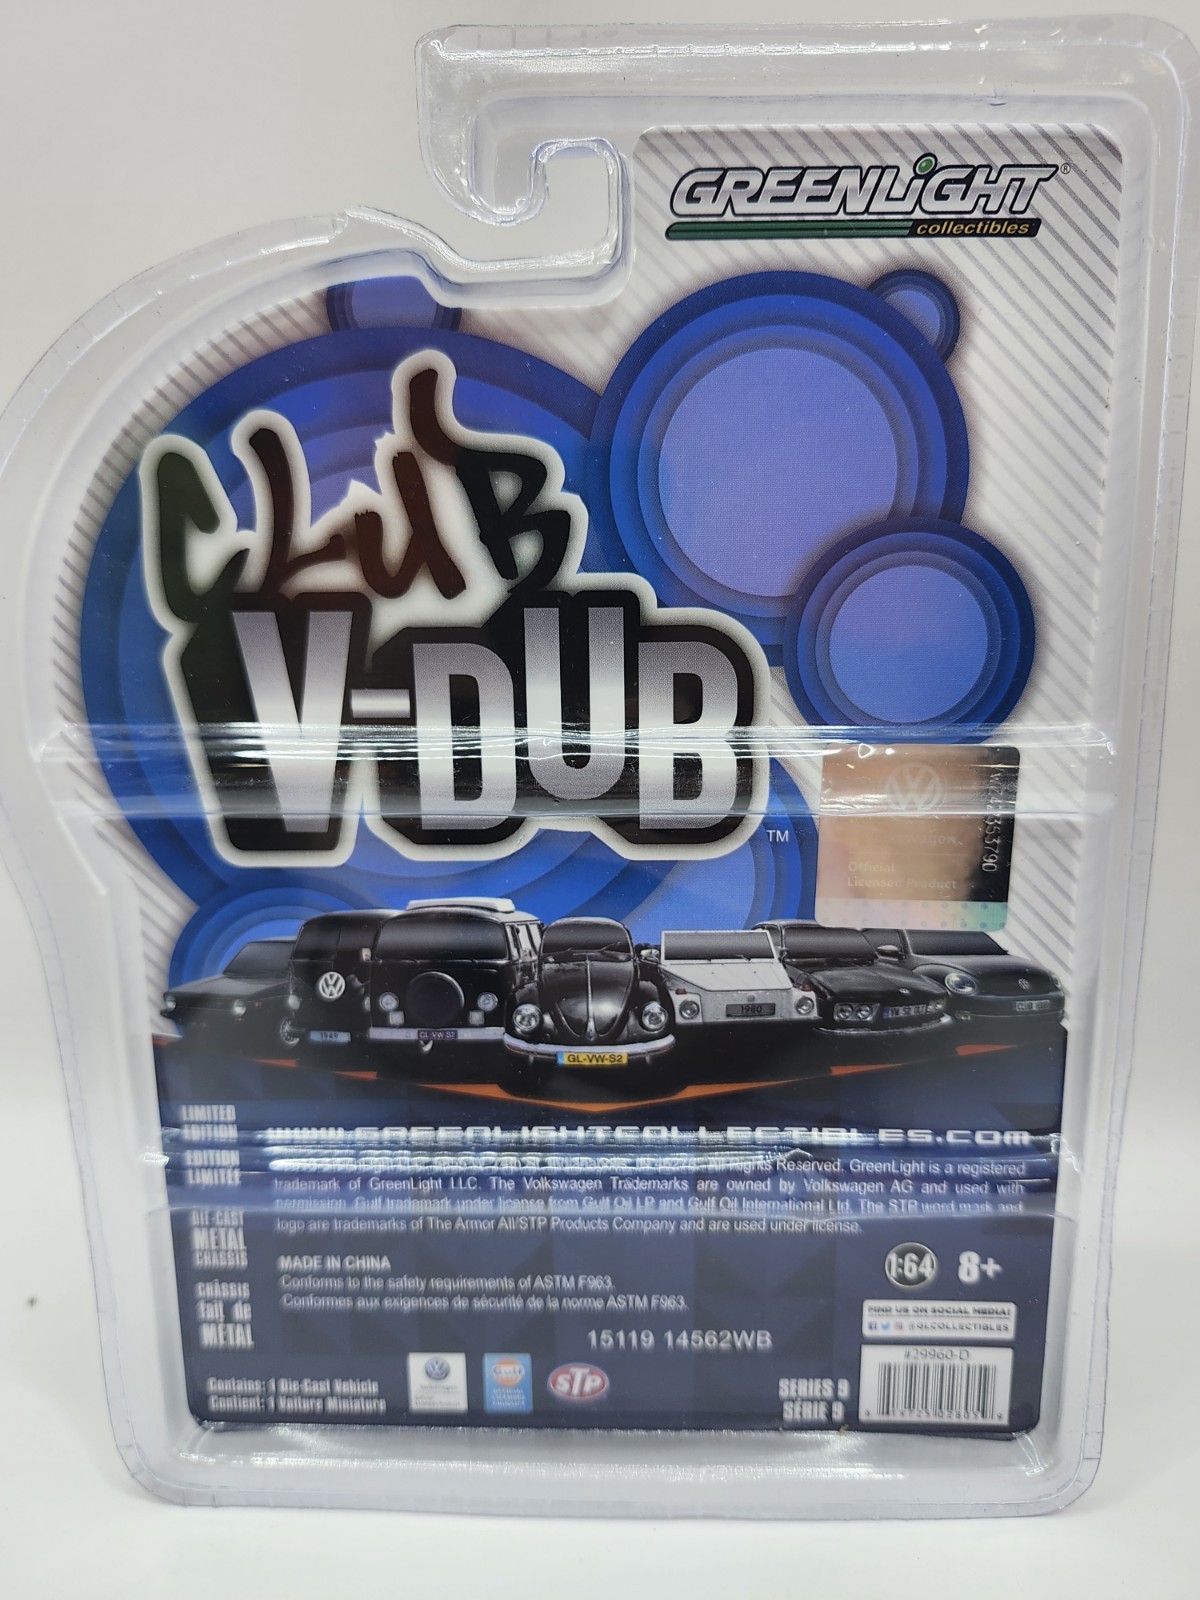 GREENLiGHT®
collectibles
CLUB
V-DUB
TM
Official
Licensed Product
1949
GL-VW-S2
GL-VW-S2
1980
LIMITED
EDITION
EDITION
LIMITÉE
WWW.GREENLIGHTCOLLECTIBLES.COM
All Rights Reserved. GreenLight is a registered
trademark of GreenLight LLC. The Volkswagen Trademarks are owned by Volkswagen AG and used with
permission. Gulf trademark under license from Gulf Oil LP and Gulf Oil International Ltd. The STP word mark and
logo are trademarks of The Armor All/STP Products Company and are used under license.
DIE-CAST
METAL
CHASSIS
CHÂSSIS
fait de
MÉTAL
MADE IN CHINA
Conforms to the safety requirements of ASTM F963.
Conformes aux exigences de sécurité de la norme ASTM F963.
1:64
8+
15119 14562WB
FIND US ON SOCIAL MEDIA!
@GLCOLLECTIBLES
#29960-D
Contains: 1 Die-Cast Vehicle
Contient: 1 Voiture Miniature
Gulf
STP
SERIES 9
SÉRIE 9